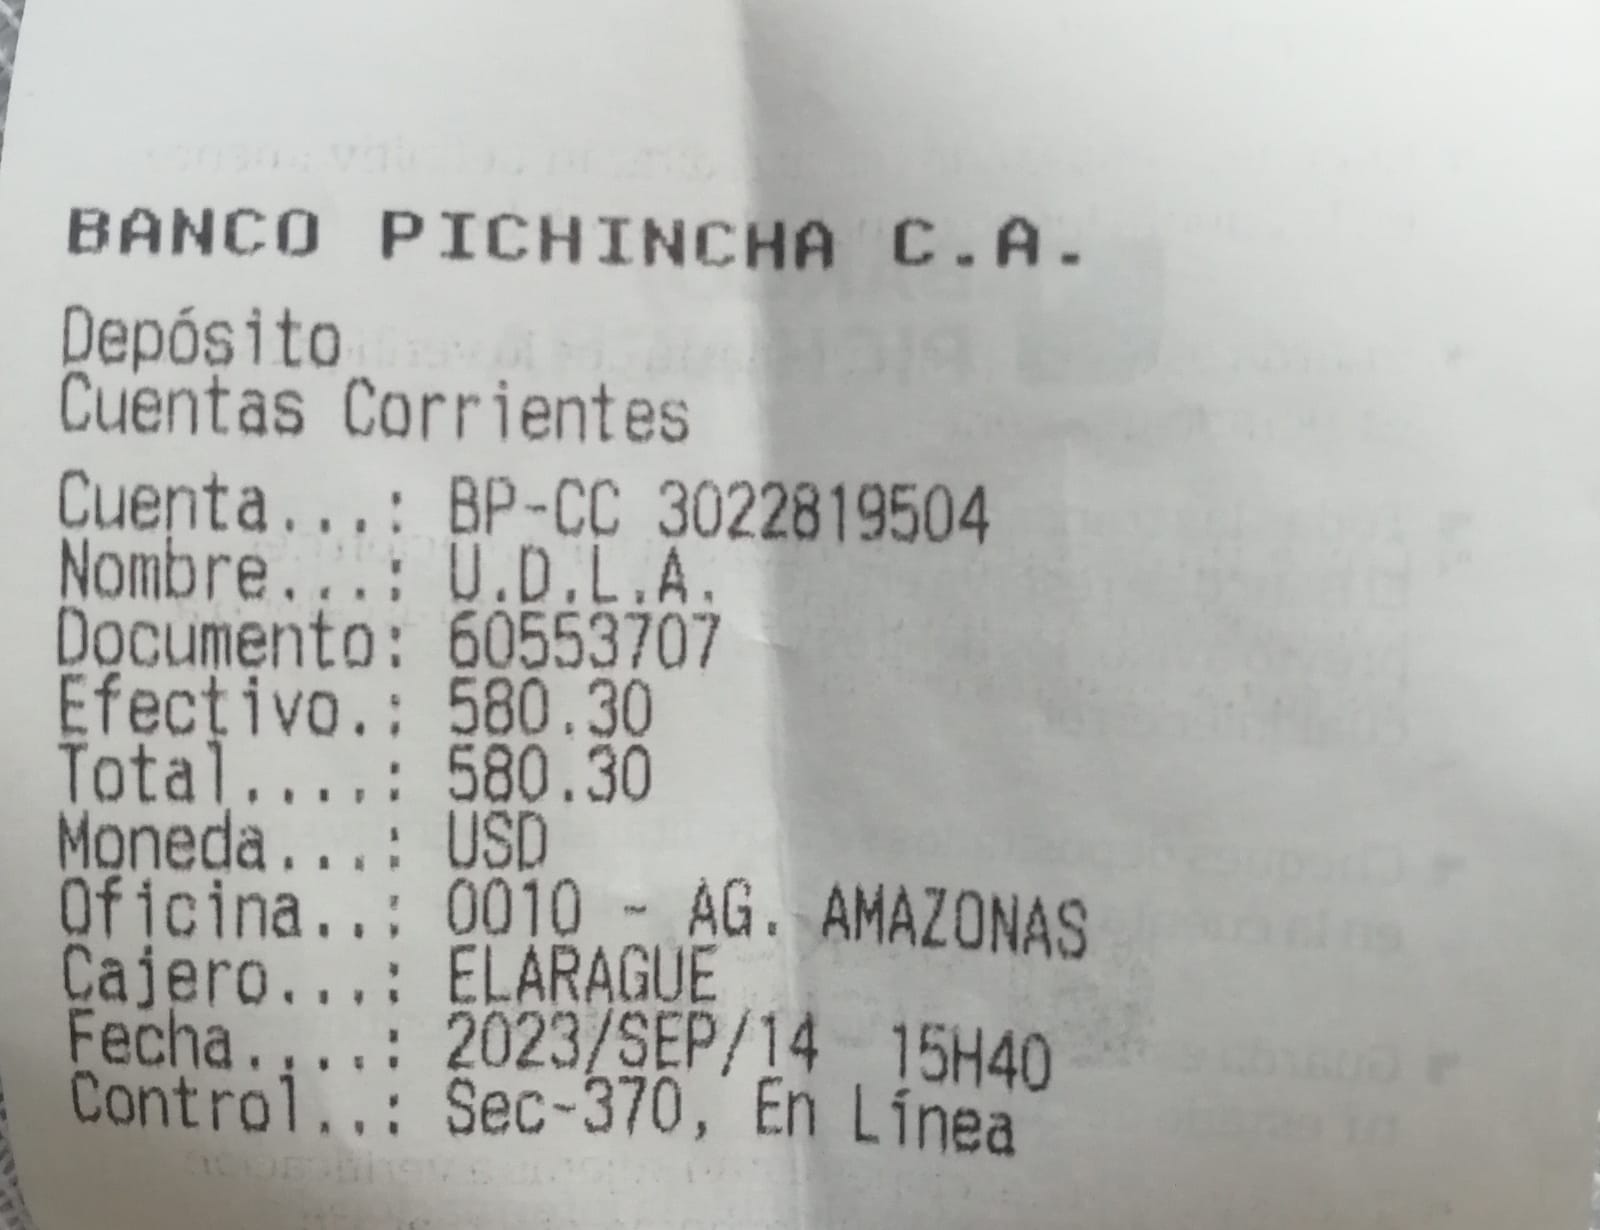 BANCO PICHINCHA C.A.
Depósito
Cuentas Corrientes
Cuenta...: BP-CC 3022819504
Nombre...: U.D.L.A.
Documento: 60553707
Efectivo.: 580.30
Total....: 580.30
Moneda...: USD
Oficina..: 0010 - AG. AMAZONAS
Cajero...: ELARAGUE
Fecha....: 2023/SEP/14 15H40
Control..: Sec-370, En Línea